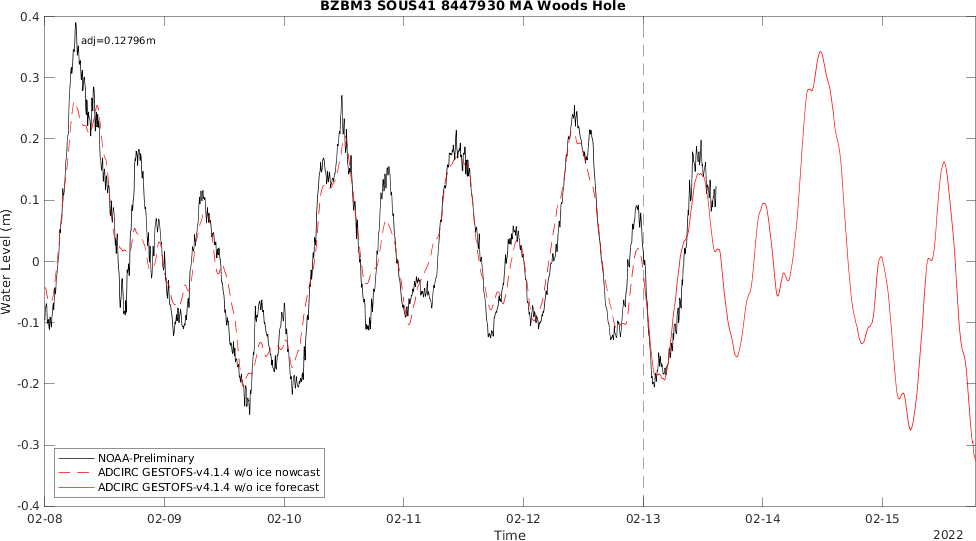 BZBM3 SOUS41 8447930 MA Woods Hole
adj=0.12796m
Water Level (m)
0.4
0.3
0.2
0.1
0
-0.1
-0.2
-0.3
-0.4
NOAA-Preliminary
ADCIRC GESTOFS-v4.1.4 w/o ice nowcast
ADCIRC GESTOFS-v4.1.4 w/o ice forecast
02-08 02-09 02-10 02-11 02-12 02-13 02-14 02-15
Time
2022